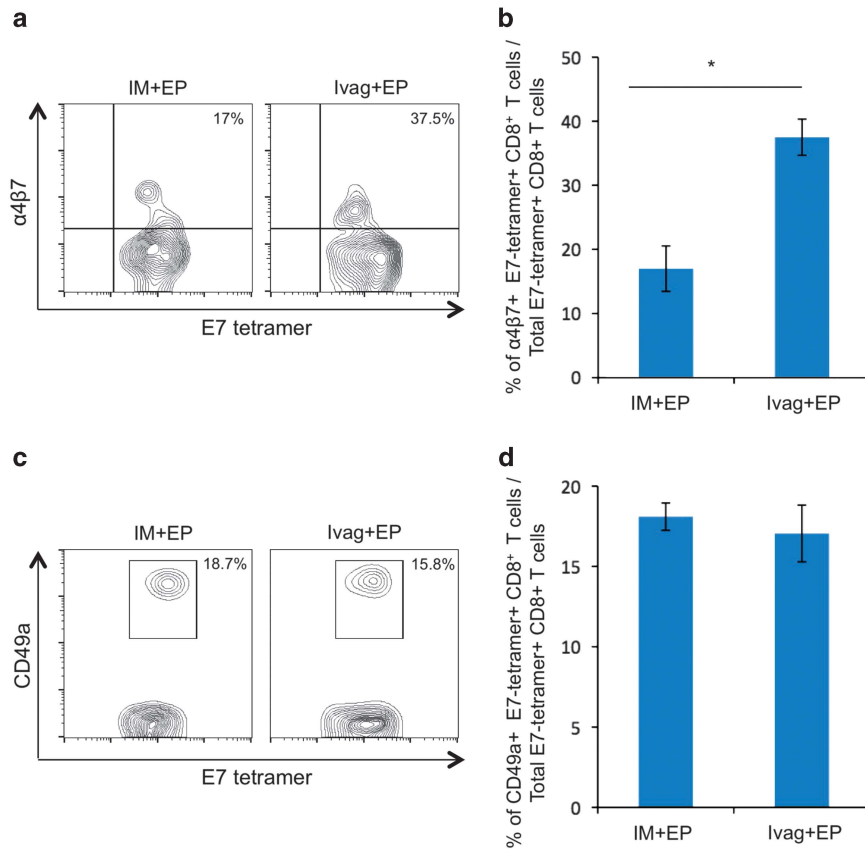 a
IM+EP
Ivag+EP
17%
37.5%
α4β7
E7 tetramer
b
% of α4β7+ E7-tetramer+ CD8⁺ T cells /
Total E7-tetramer+ CD8+ T cells
50
40
30
20
10
0
*
IM+EP
Ivag+EP
c
IM+EP
Ivag+EP
18.7%
15.8%
CD49a
E7 tetramer
d
% of CD49a+ E7-tetramer+ CD8⁺ T cells /
Total E7-tetramer+ CD8+ T cells
20
15
10
5
0
IM+EP
Ivag+EP